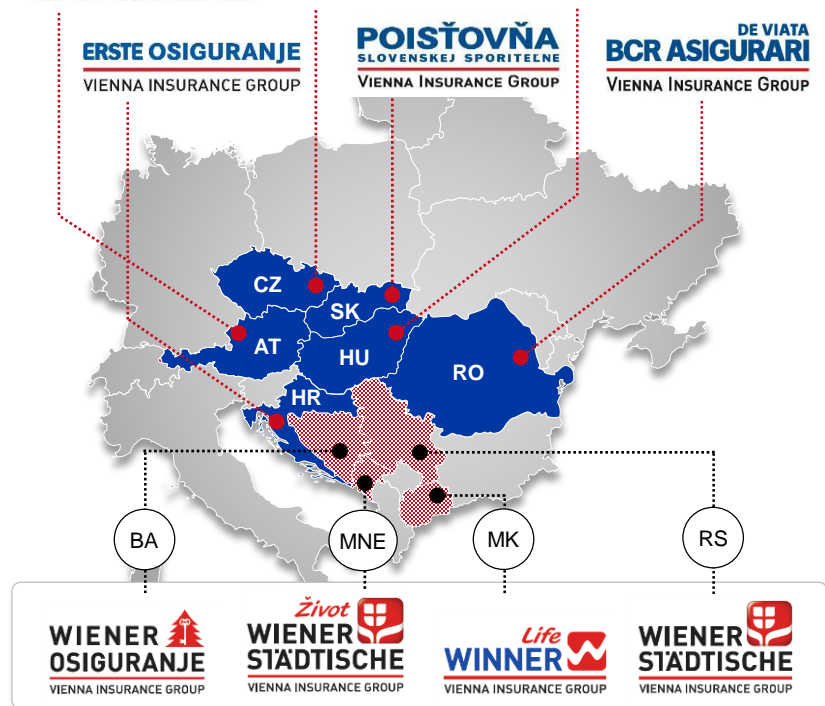 ERSTE OSIGURANJE
VIENNA INSURANCE GROUP
POISŤOVŇA
SLOVENSKEJ SPORITEĽNE
VIENNA INSURANCE GROUP
DE VIATA
BCR ASIGURARI
VIENNA INSURANCE GROUP
CZ
SK
AT
HU
RO
HR
BA
MNE
MK
RS
WIENER
OSIGURANJE
VIENNA INSURANCE GROUP
Život
WIENER
STÄDTISCHE
VIENNA INSURANCE GROUP
Life
WINNER
VIENNA INSURANCE GROUP
WIENER
STÄDTISCHE
VIENNA INSURANCE GROUP